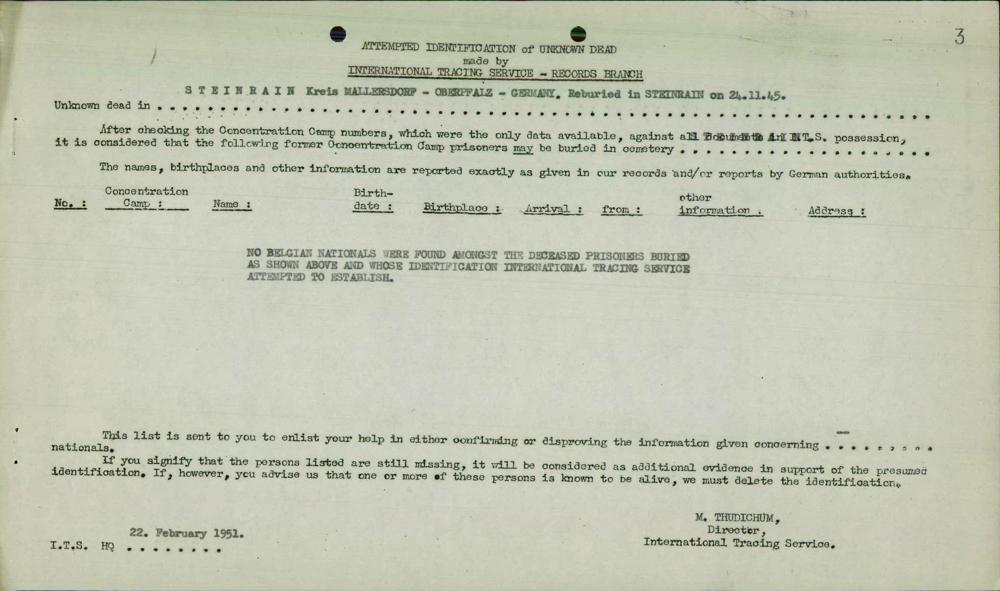 3
ATTEMPTED IDENTIFICATION of UNKNOWN DEAD
made by
INTERNATIONAL TRACING SERVICE - RECORDS BRANCH
S T E I N R A I N Kreis MALLERSDORF - OBERPFALZ - GERMANY. Reburied in STEINRAIN on 24.11.45.
Unknown dead in . . . . . . . . . . . . . . . . . . . . . . . . . . . . . . . . . . . . . . . . . . . . . . . . . .
After checking the Concentration Camp numbers, which were the only data available, against all I.T.S. possession,
it is considered that the following former Concentration Camp prisoners may be buried in cemetery . . . . . . . . . . . . . . . .
The names, birthplaces and other information are reported exactly as given in our records and/or reports by German authorities.
No. : Concentration Camp : Name : Birth-date : Birthplace : Arrival : from : other information : Address :
NO BELGIAN NATIONALS WERE FOUND AMONGST THE DECEASED PRISONERS BURIED
AS SHOWN ABOVE AND WHOSE IDENTIFICATION INTERNATIONAL TRACING SERVICE
ATTEMPTED TO ESTABLISH.
This list is sent to you to enlist your help in either confirming or disproving the information given concerning . . . . . . . . .
nationals.
If you signify that the persons listed are still missing, it will be considered as additional evidence in support of the presumed
identification. If, however, you advise us that one or more of these persons is known to be alive, we must delete the identification.
M. THUDICHUM,
Director,
International Tracing Service.
22. February 1951.
I.T.S. HQ . . . . . . . .